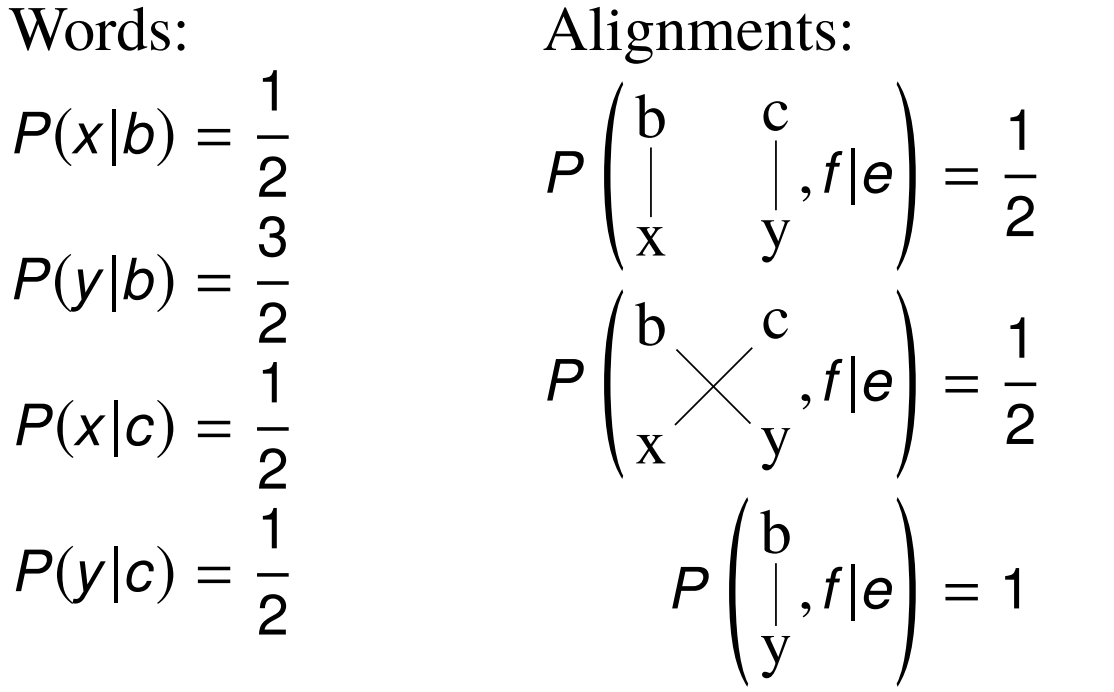 Words:
P(x|b) = 1/2
P(y|b) = 3/2
P(x|c) = 1/2
P(y|c) = 1/2
Alignments:
b c
P ( , f|e ) = 1/2
x y
b c
P ( , f|e ) = 1/2
x y
b
P ( , f|e ) = 1
y